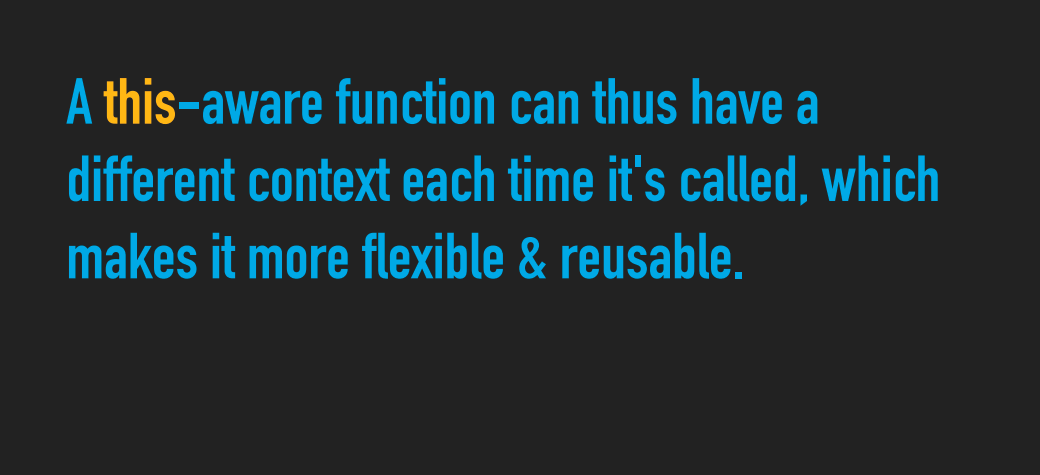 A this-aware function can thus have a
different context each time it's called, which
makes it more flexible & reusable.